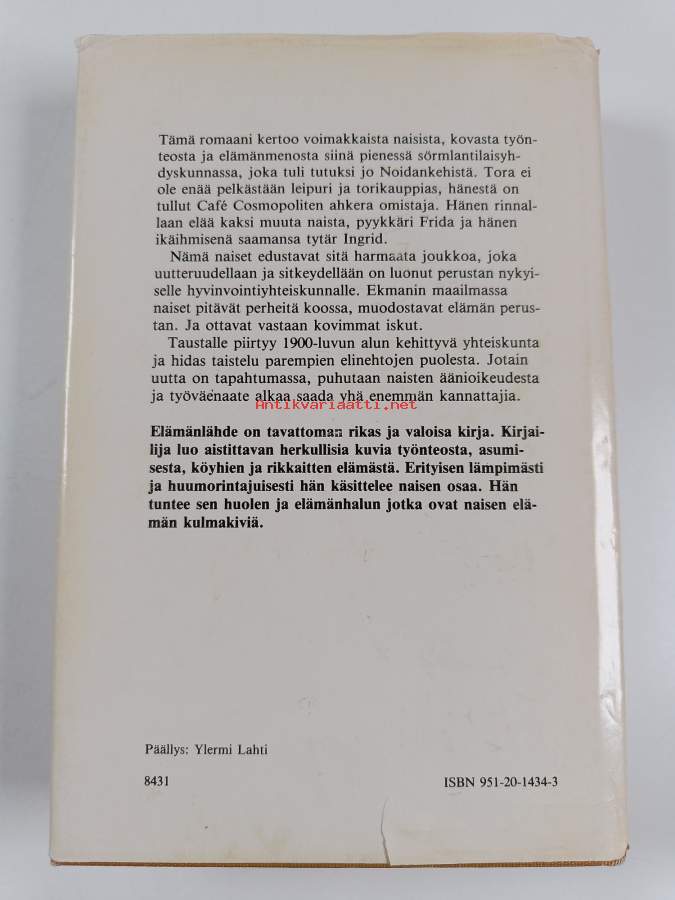 Tämä romaani kertoo voimakkaista naisista, kovasta työn-
teosta ja elämänmenosta siinä pienessä sörmlantilaisyh-
dyskunnassa, joka tuli tutuksi jo Noidankehistä. Tora ei
ole enää pelkästään leipuri ja torikauppias, hänestä on
tullut Café Cosmopoliten ahkera omistaja. Hänen rinnal-
laan elää kaksi muuta naista, pyykkäri Frida ja hänen
ikäihmisenä saamansa tytär Ingrid.
Nämä naiset edustavat sitä harmaata joukkoa, joka
uutteruudellaan ja sitkeydellään on luonut perustan nykyi-
selle hyvinvointiyhteiskunnalle. Ekmanin maailmassa
naiset pitävät perheitä koossa, muodostavat elämän perus-
tan. Ja ottavat vastaan kovimmat iskut.
Taustalle piirtyy 1900-luvun alun kehittyvä yhteiskunta
ja hidas taistelu parempien elinehtojen puolesta. Jotain
uutta on tapahtumassa, puhutaan naisten äänioikeudesta
ja työväenaate alkaa saada yhä enemmän kannattajia.
Antikvariaatti.net
Elämänlähde on tavattoman rikas ja valoisa kirja. Kirjai-
lija luo aistittavan herkullisia kuvia työnteosta, asumi-
sesta, köyhien ja rikkaitten elämästä. Erityisen lämpimästi
ja huumorintajuisesti hän käsittelee naisen osaa. Hän
tuntee sen huolen ja elämänhalun jotka ovat naisen elä-
män kulmakiviä.
Päällys: Ylermi Lahti
8431
ISBN 951-20-1434-3